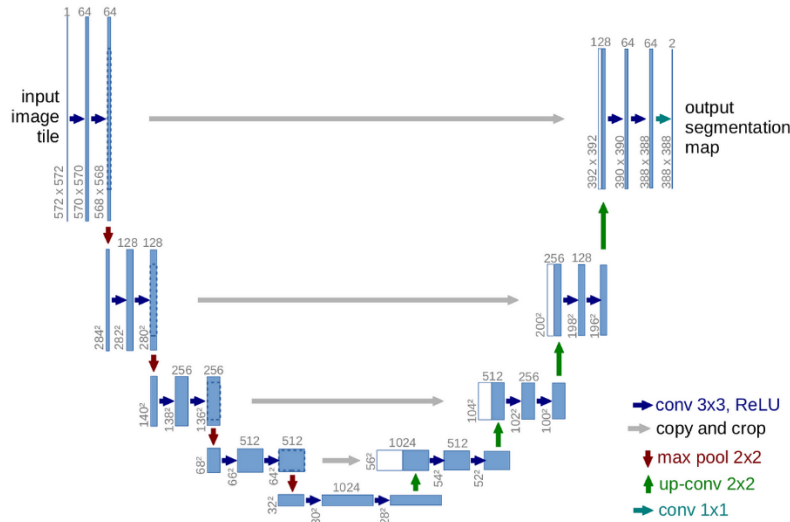 1 64 64
128 64 64 2
input
image
tile
output
segmentation
map
572 x 572
570 x 570
568 x 568
392 x 392
390 x 390
388 x 388
388 x 388
128 128
256 128
284²
282²
280²
200²
198²
196²
256 256
512 256
140²
138²
136²
104²
102²
100²
512 512
1024 512
68²
66²
64²
56²
54²
52²
1024
32²
30²
28²
conv 3x3, ReLU
copy and crop
max pool 2x2
up-conv 2x2
conv 1x1